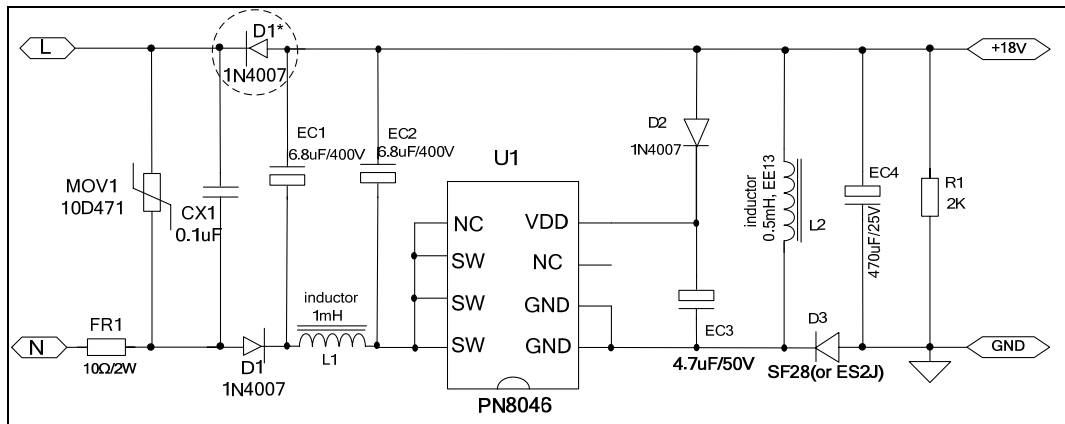 L
D1*
1N4007
+18V
EC1
6.8uF/400V
EC2
6.8uF/400V
U1
D2
1N4007
MOV1
10D471
CX1
0.1uF
NC
SW
SW
SW
VDD
NC
GND
GND
inductor
0.5mH, EE13
L2
EC4
470uF/25V
R1
2K
inductor
1mH
L1
EC3
4.7uF/50V
D3
SF28(or ES2J)
N
FR1
10Ω/2W
D1
1N4007
PN8046
GND